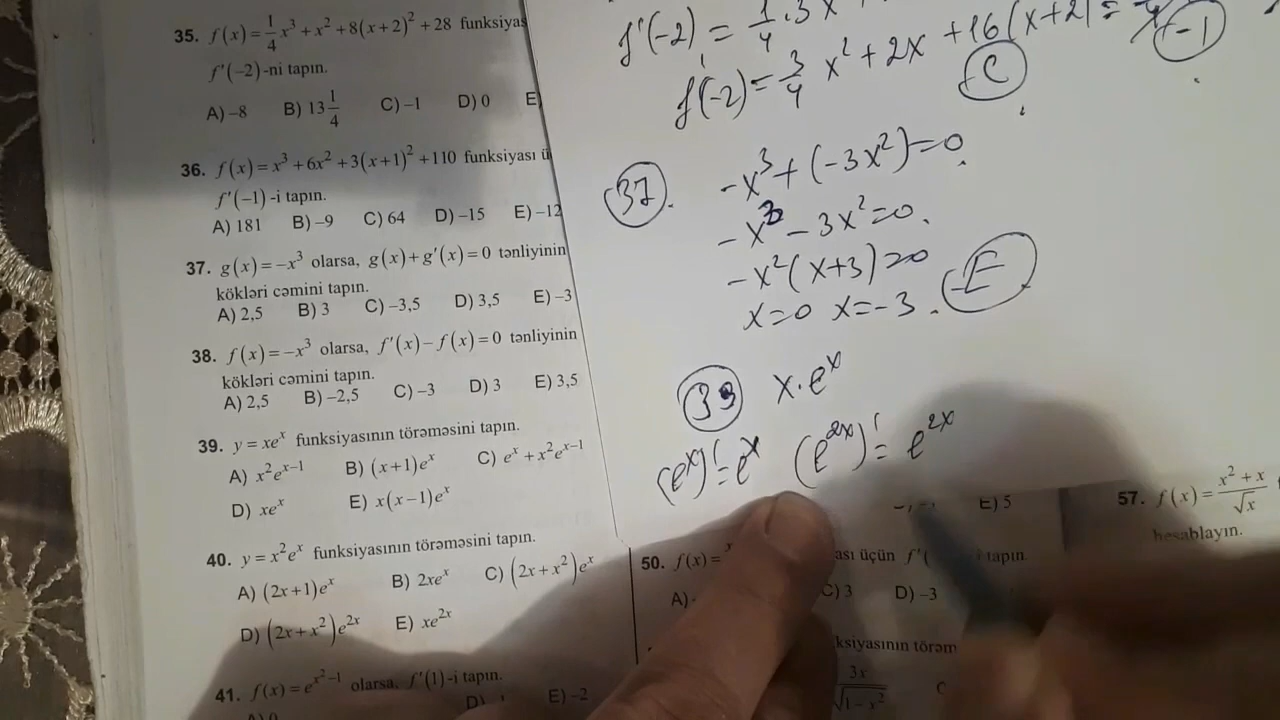 35. f(x)=1/4x³+x²+8(x+2)²+28 funksiyas
f'(−2)-ni tapın.
A) −8 B) 13 1/4 C) −1 D) 0 E)
36. f(x)=x³+6x²+3(x+1)²+110 funksiyası ü
f'(−1)-i tapın.
A) 181 B) −9 C) 64 D) −15 E) −12
37. g(x)=−x³ olarsa, g(x)+g'(x)=0 tənliyinin
kökləri cəmini tapın.
A) 2,5 B) 3 C) −3,5 D) 3,5 E) −3
38. f(x)=−x³ olarsa, f'(x)−f(x)=0 tənliyinin
kökləri cəmini tapın.
A) 2,5 B) −2,5 C) −3 D) 3 E) 3,5
39. y=xeˣ funksiyasının törəməsini tapın.
A) x²eˣ⁻¹ B) (x+1)eˣ C) eˣ+x²eˣ⁻¹
D) xeˣ E) x(x−1)eˣ
40. y=x²eˣ funksiyasının törəməsini tapın.
A) (2x+1)eˣ B) 2xeˣ C) (2x+x²)eˣ
D) (2x+x²)e²ˣ E) xe²ˣ
41. f(x)=e^(x²−1) olarsa, f'(1)-i tapın.
E) −2
f'(-2)=1/4·3x
f(-2)=3/4x²+2x+16(x+2)= -1
C
37. -x³+(-3x²)=0
-x³-3x²=0.
-x²(x+3)=0
x=0 x=-3. E
39 x·eˣ
(eˣ)'=eˣ (e²ˣ)'=e²ˣ
E) 5
50. f(x)=
ası üçün f'( tapın
A) C) 3 D) −3
ksiyasının törəm
3x/√(1−x²)
57. f(x)=(x²+x)/√x
hesablayın.